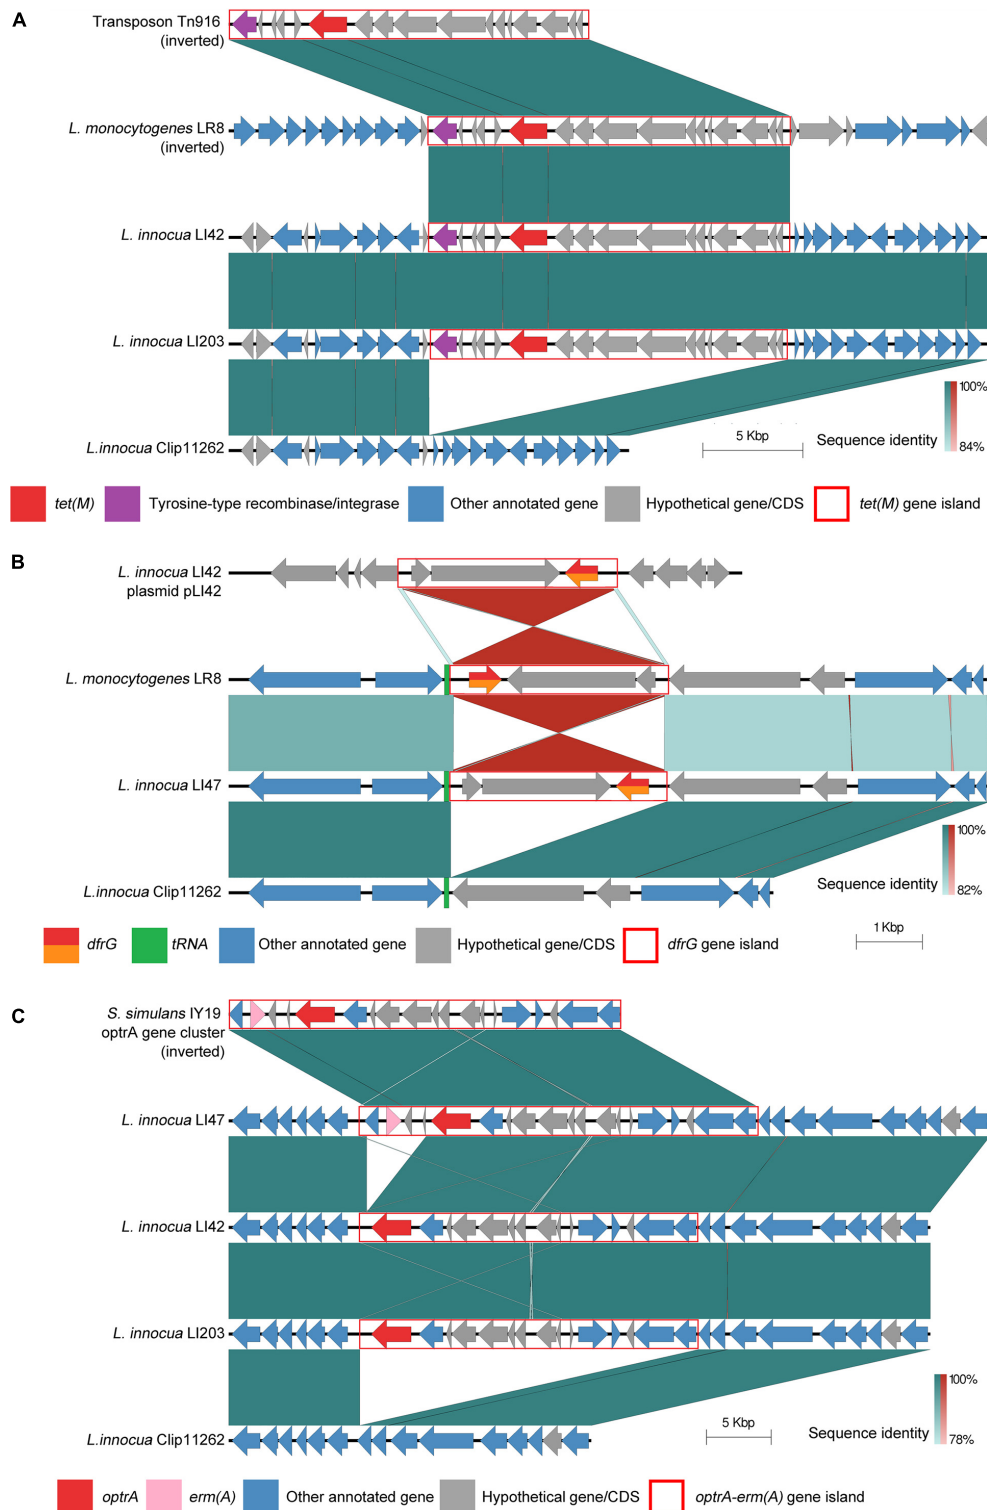 A
Transposon Tn916
(inverted)
L. monocytogenes LR8
(inverted)
L. innocua LI42
L. innocua LI203
L.innocua Clip11262
5 Kbp
Sequence identity
100%
84%
tet(M)
Tyrosine-type recombinase/integrase
Other annotated gene
Hypothetical gene/CDS
tet(M) gene island
B
L. innocua LI42
plasmid pLI42
L. monocytogenes LR8
L. innocua LI47
L.innocua Clip11262
100%
Sequence identity
82%
dfrG
tRNA
Other annotated gene
Hypothetical gene/CDS
dfrG gene island
1 Kbp
C
S. simulans IY19
optrA gene cluster
(inverted)
L. innocua LI47
L. innocua LI42
L. innocua LI203
L.innocua Clip11262
5 Kbp
100%
Sequence identity
78%
optrA
erm(A)
Other annotated gene
Hypothetical gene/CDS
optrA-erm(A) gene island